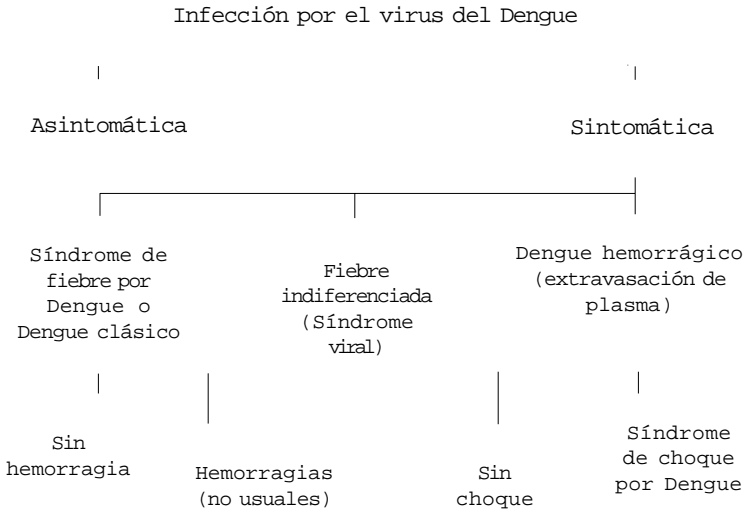 Infección por el virus del Dengue
Asintomática
Sintomática
Síndrome de
fiebre por
Dengue o
Dengue clásico
Fiebre
indiferenciada
(Síndrome
viral)
Dengue hemorrágico
(extravasación de
plasma)
Sin
hemorragia
Hemorragias
(no usuales)
Sin
choque
Síndrome
de choque
por Dengue